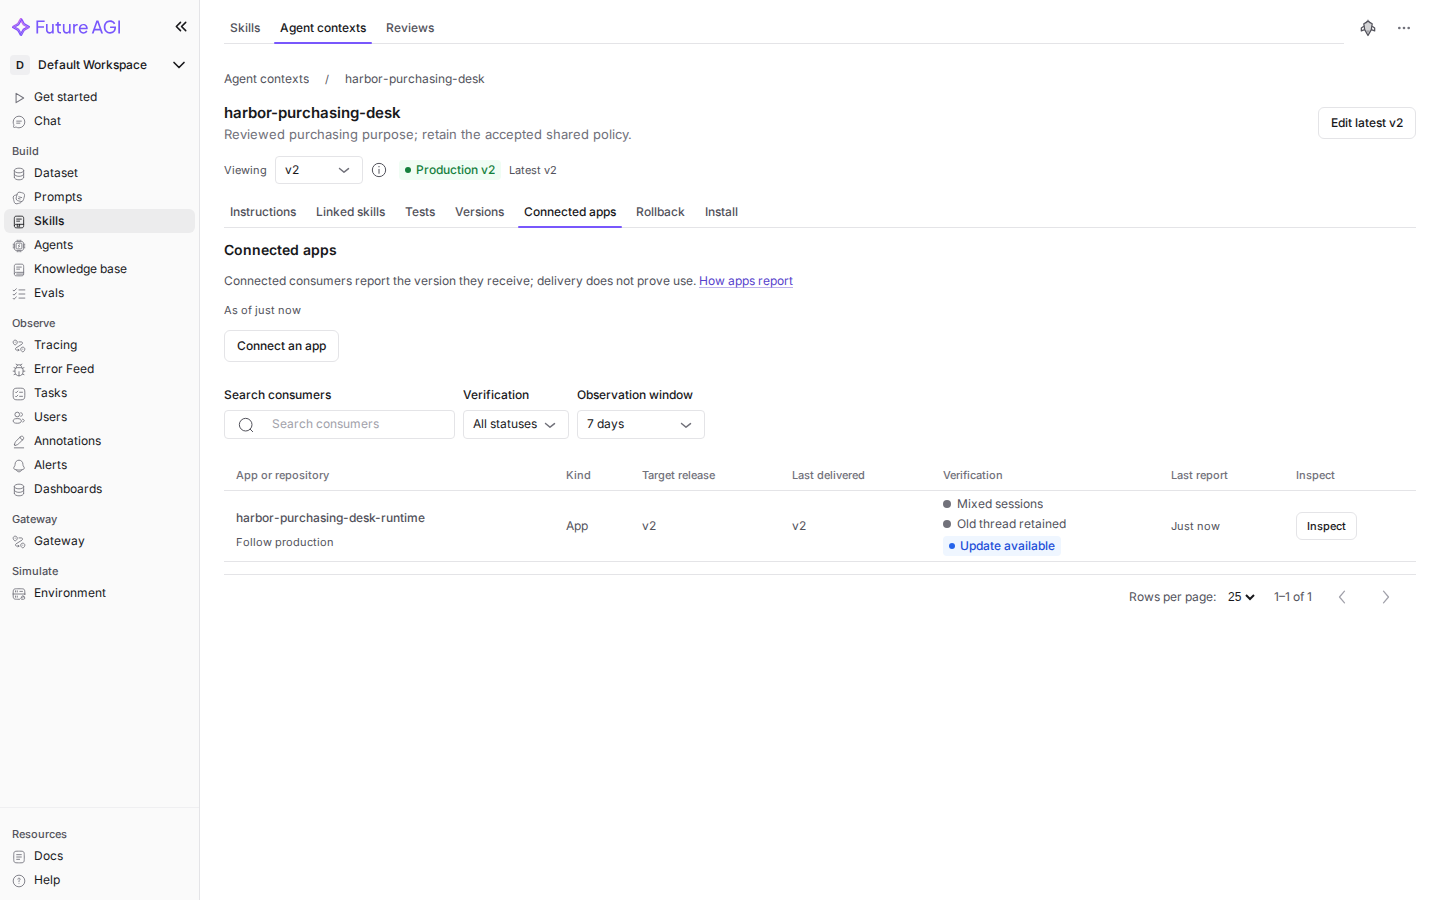 Future AGI
D Default Workspace
Get started
Chat
Build
Dataset
Prompts
Skills
Agents
Knowledge base
Evals
Observe
Tracing
Error Feed
Tasks
Users
Annotations
Alerts
Dashboards
Gateway
Gateway
Simulate
Environment
Resources
Docs
Help
Skills Agent contexts Reviews
Agent contexts / harbor-purchasing-desk
harbor-purchasing-desk
Reviewed purchasing purpose; retain the accepted shared policy.
Edit latest v2
Viewing v2 Production v2 Latest v2
Instructions Linked skills Tests Versions Connected apps Rollback Install
Connected apps
Connected consumers report the version they receive; delivery does not prove use. How apps report
As of just now
Connect an app
Search consumers Verification Observation window
Search consumers All statuses 7 days
App or repository Kind Target release Last delivered Verification Last report Inspect
harbor-purchasing-desk-runtime
Follow production
App v2 v2
Mixed sessions
Old thread retained
Update available
Just now Inspect
Rows per page: 25 1–1 of 1